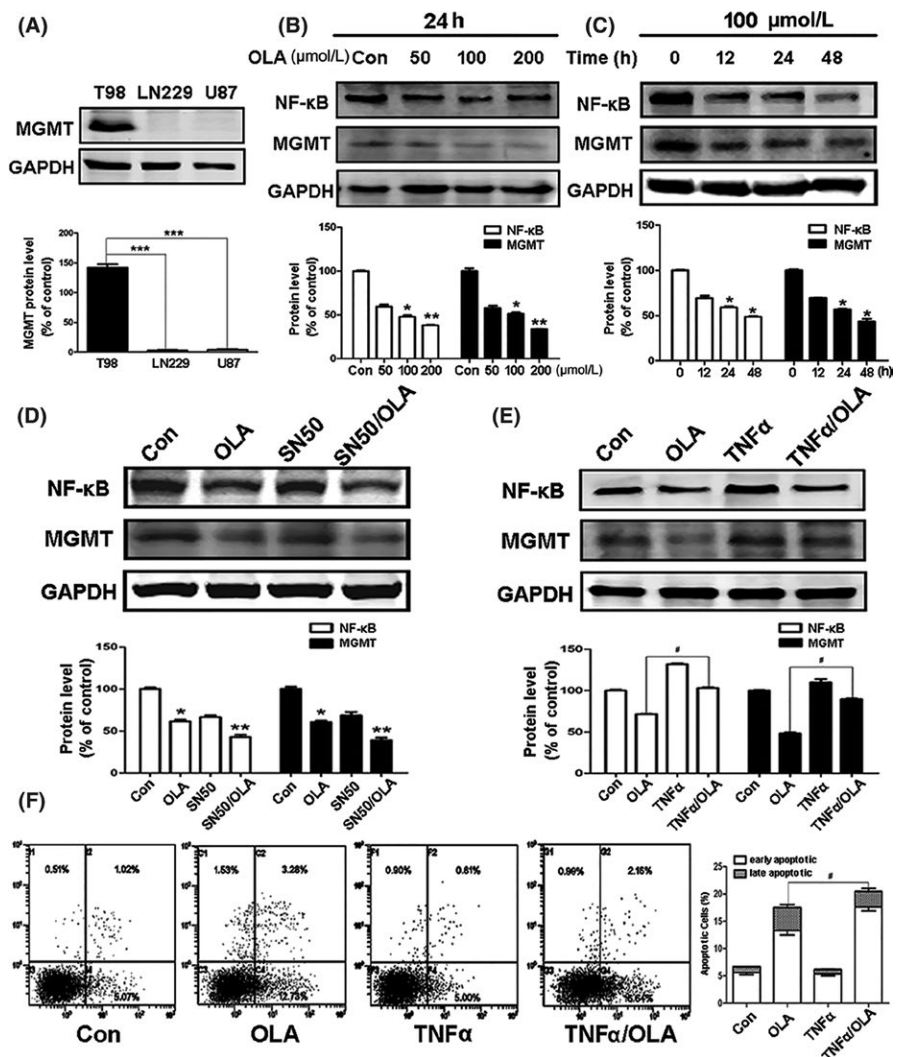 (A)
T98 LN229 U87
MGMT
GAPDH
MGMT protein level
(% of control)
200
150
100
50
0
***
***
T98 LN229 U87
(B)
24 h
OLA (μmol/L) Con 50 100 200
NF-κB
MGMT
GAPDH
NF-κB
MGMT
Protein level
(% of control)
150
100
50
0
* ** * **
Con 50 100 200 Con 50 100 200 (μmol/L)
(C)
100 μmol/L
Time (h) 0 12 24 48
NF-κB
MGMT
GAPDH
NF-κB
MGMT
Protein level
(% of control)
150
100
50
0
* * * *
0 12 24 48 0 12 24 48 (h)
(D)
Con OLA SN50 SN50/OLA
NF-κB
MGMT
GAPDH
NF-κB
MGMT
Protein level
(% of control)
150
100
50
0
* ** * **
Con OLA SN50 SN50/OLA Con OLA SN50 SN50/OLA
(E)
Con OLA TNFα TNFα/OLA
NF-κB
MGMT
GAPDH
NF-κB
MGMT
Protein level
(% of control)
150
100
50
0
# #
Con OLA TNFα TNFα/OLA Con OLA TNFα TNFα/OLA
(F)
0.51% 1.02%
5.07%
Con
C1 C2
1.53% 3.28%
OLA
F1 F2
0.90% 0.61%
5.00%
TNFα
G2
0.99% 2.16%
TNFα/OLA
early apoptotic
late apoptotic
Apoptotic Cells (%)
25
20
15
10
5
0
#
Con OLA TNFα TNFα/OLA